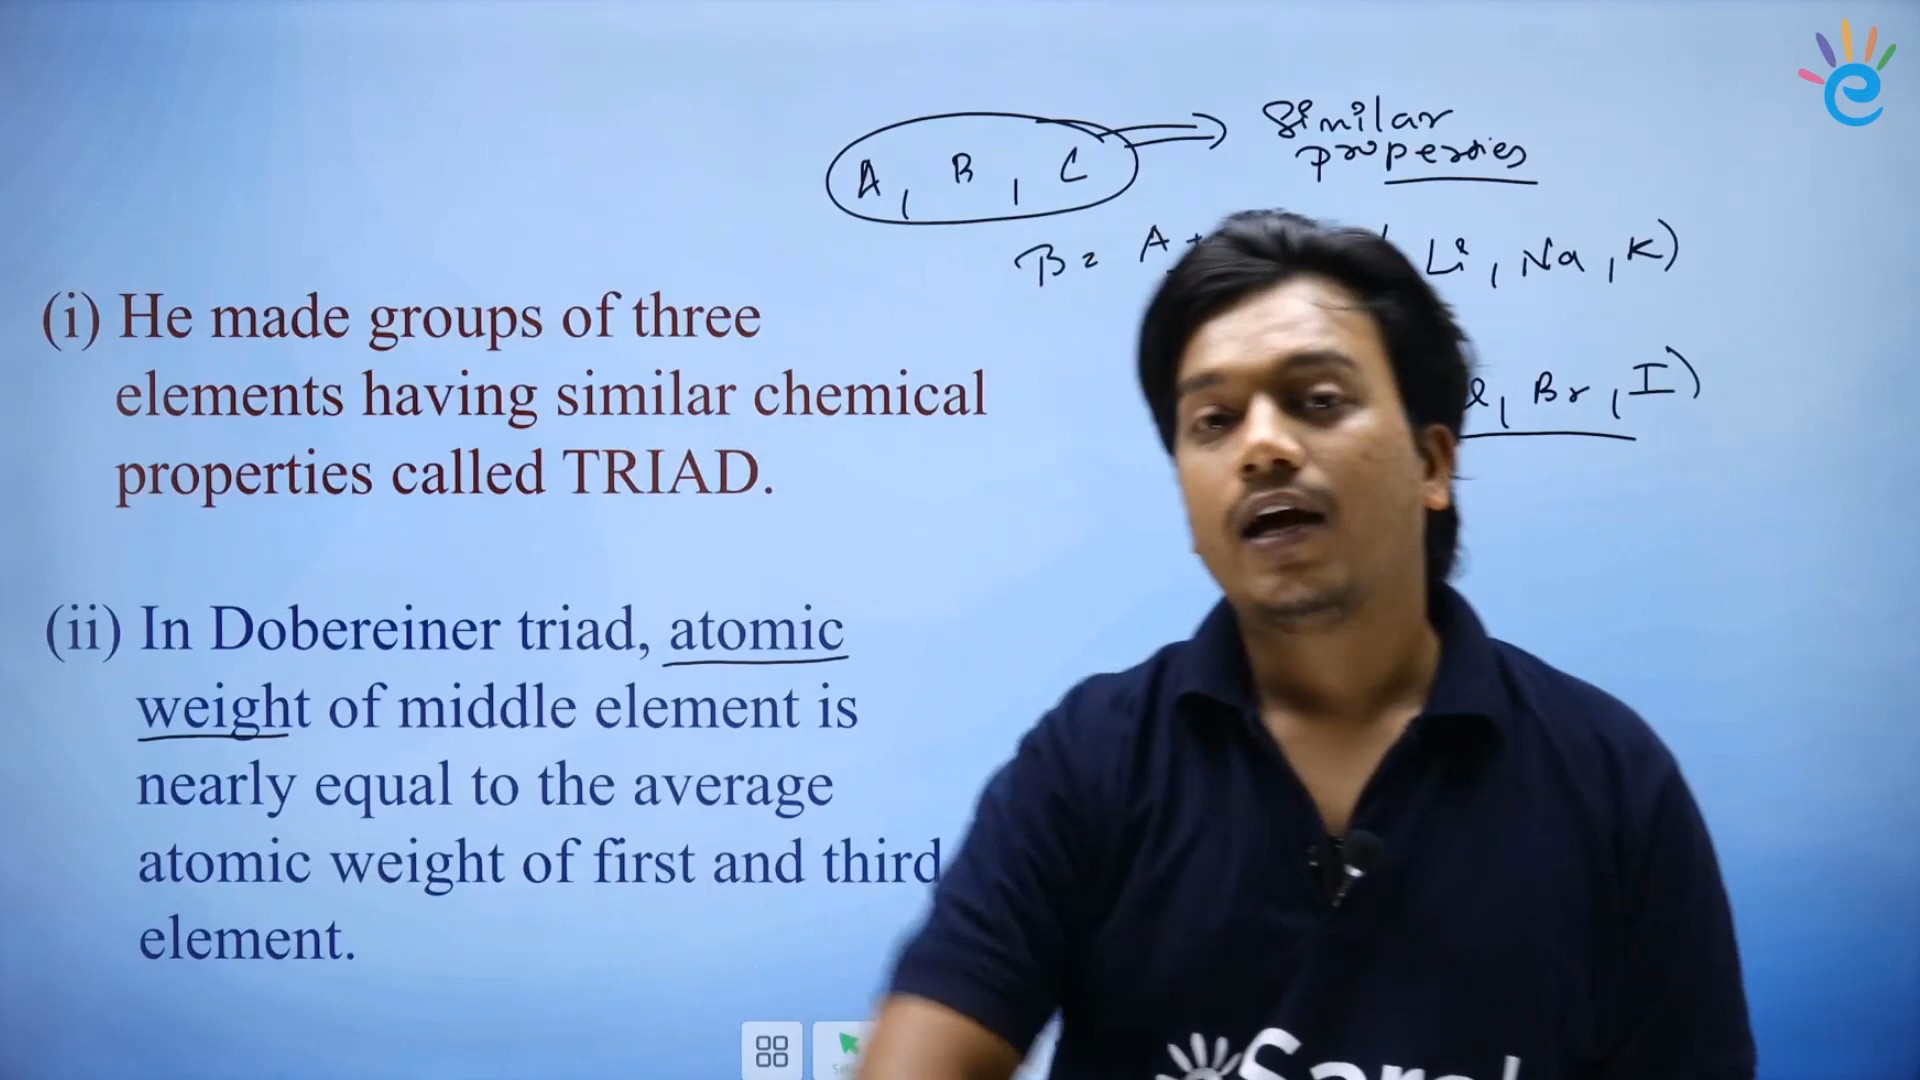 A, B, C
Similar
properties
B = A +
Li, Na, K)
l, Br, I)
(i) He made groups of three
elements having similar chemical
properties called TRIAD.
(ii) In Dobereiner triad, atomic
weight of middle element is
nearly equal to the average
atomic weight of first and third
element.